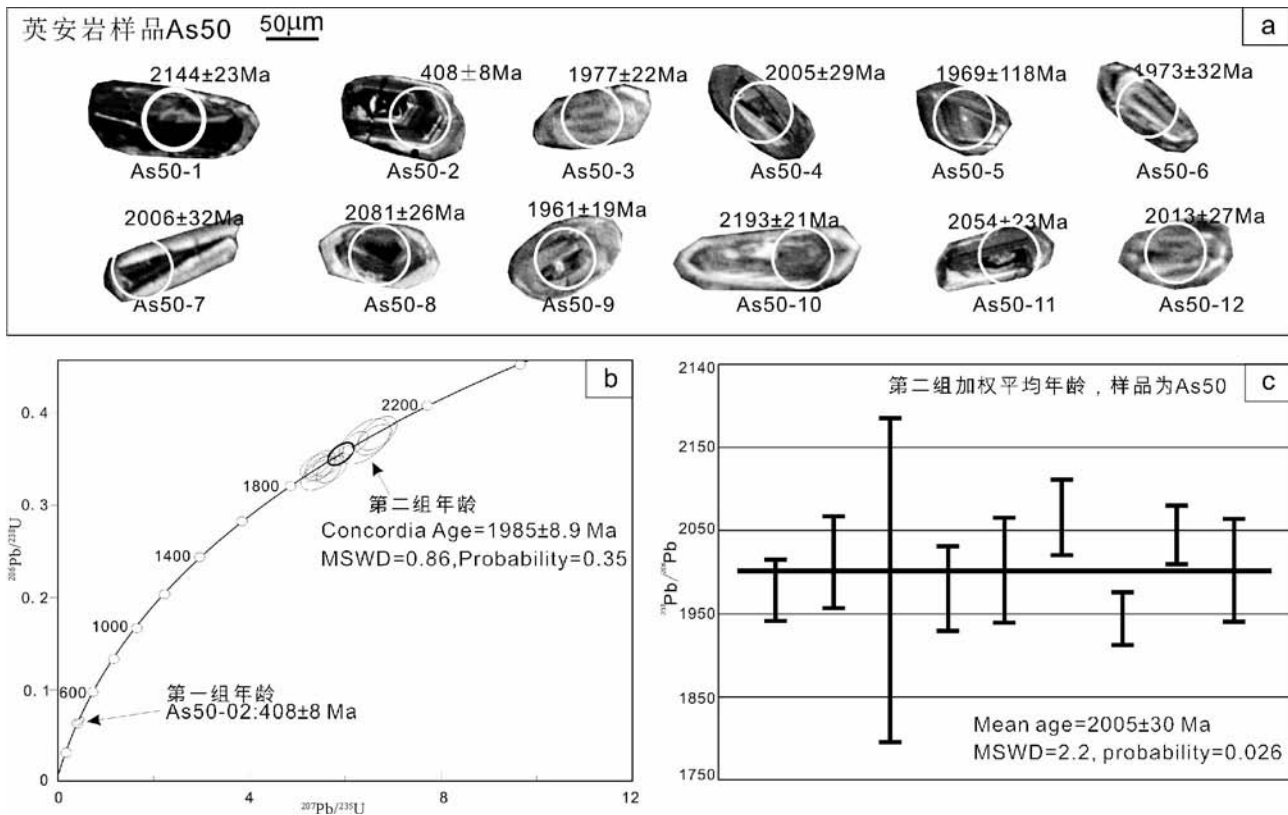 英安岩样品As50 50μm
a
2144±23Ma 408±8Ma 1977±22Ma 2005±29Ma 1969±118Ma 1973±32Ma
As50-1 As50-2 As50-3 As50-4 As50-5 As50-6
2006±32Ma 2081±26Ma 1961±19Ma 2193±21Ma 2054±23Ma 2013±27Ma
As50-7 As50-8 As50-9 As50-10 As50-11 As50-12
b
0.4
0.3
0.2
0.1
0
²⁰⁶Pb/²³⁸U
2200
1800
1400
1000
600
第二组年龄
Concordia Age=1985±8.9 Ma
MSWD=0.86,Probability=0.35
第一组年龄
As50-02:408±8 Ma
0 4 8 12
²⁰⁷Pb/²³⁵U
c
第二组加权平均年龄,样品为As50
2140
2150
2050
1950
1850
1750
Mean age=2005±30 Ma
MSWD=2.2, probability=0.026